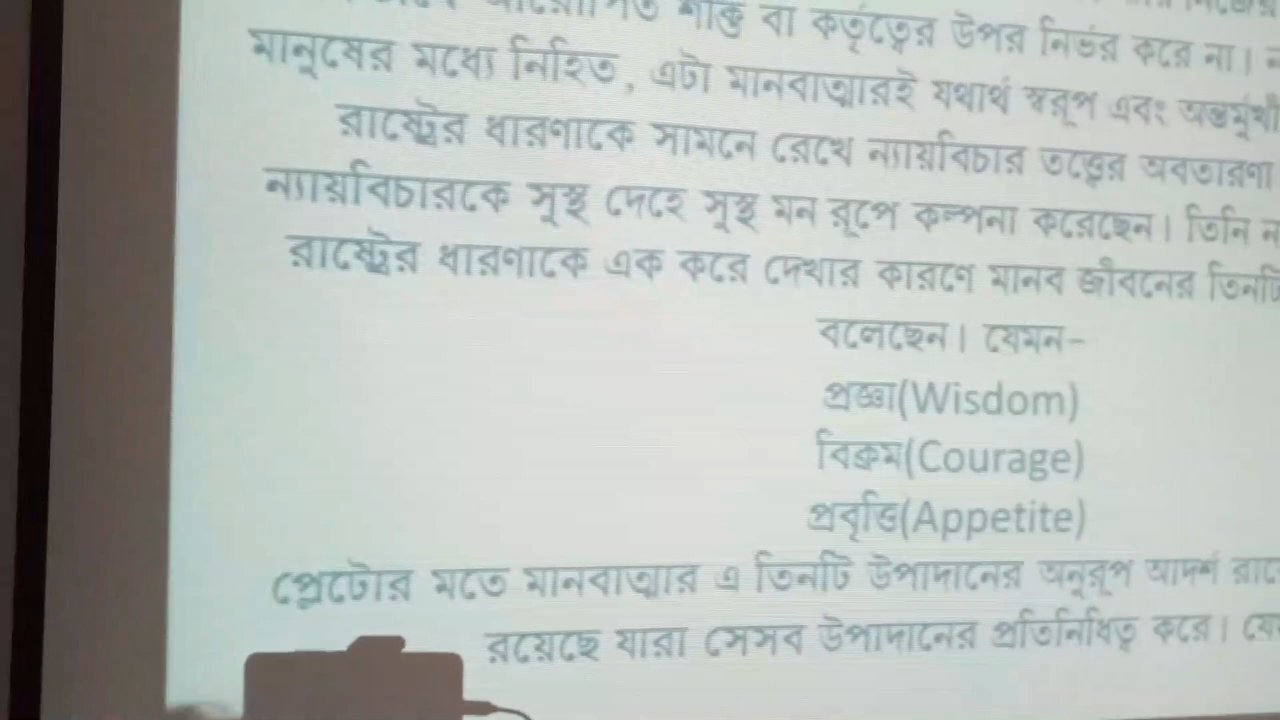 শক্তি বা কর্তৃত্বের উপর নির্ভর করে না।
মানুষের মধ্যে নিহিত, এটা মানবাত্মারই যথার্থ স্বরূপ এবং
রাষ্ট্রের ধারণাকে সামনে রেখে ন্যায়বিচার তত্ত্বের অবতারণা
ন্যায়বিচারকে সুস্থ দেহে সুস্থ মন রূপে কল্পনা করেছেন। তিনি
রাষ্ট্রের ধারণাকে এক করে দেখার কারণে মানব জীবনের
বলেছেন। যেমন-
প্রজ্ঞা(Wisdom)
বিক্রম(Courage)
প্রবৃত্তি(Appetite)
প্লেটোর মতে মানবাত্মার এ তিনটি উপাদানের অনুরূপ আদর্শ
রয়েছে যারা সেসব উপাদানের প্রতিনিধিত্ব করে।